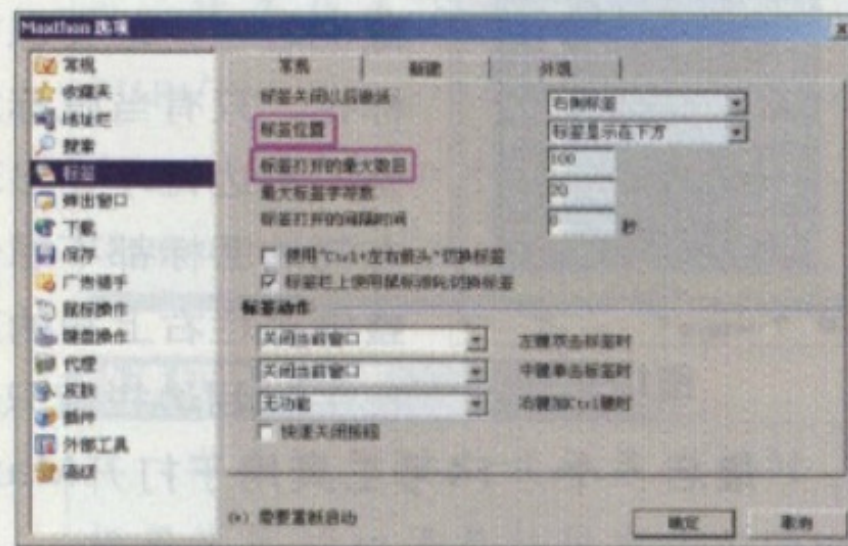 Maxthon 选项
常规
收藏夹
地址栏
搜索
标签
弹出窗口
下载
保存
广告猎手
鼠标操作
键盘操作
代理
皮肤
插件
外部工具
高级
常规 新建 外观
标签关闭以后激活 右侧标签
标签位置 标签显示在下方
标签打开的最大数目 100
最大标签字符数 20
标签打开的间隔时间 0 秒
使用"Ctrl+左右箭头"切换标签
标签栏上使用鼠标滚轮切换标签
标签动作
关闭当前窗口 左键双击标签时
关闭当前窗口 中键单击标签时
无功能 右键加Ctrl键时
快速关闭按钮
(*) 需要重新启动
确定 取消